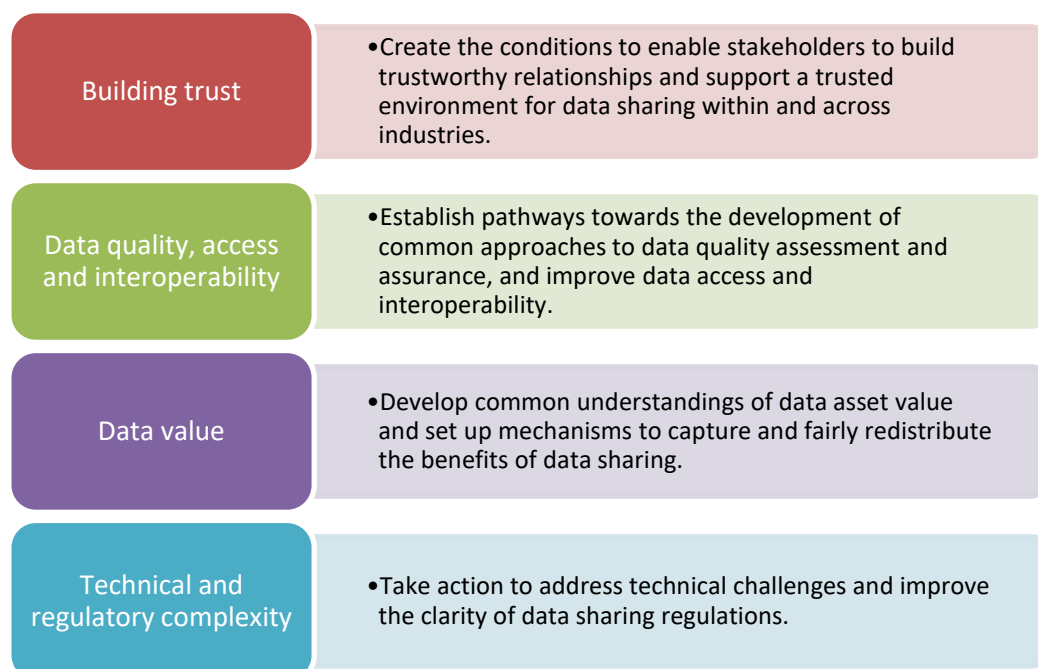 Building trust
•Create the conditions to enable stakeholders to build
trustworthy relationships and support a trusted
environment for data sharing within and across
industries.
Data quality, access
and interoperability
•Establish pathways towards the development of
common approaches to data quality assessment and
assurance, and improve data access and
interoperability.
Data value
•Develop common understandings of data asset value
and set up mechanisms to capture and fairly redistribute
the benefits of data sharing.
Technical and
regulatory complexity
•Take action to address technical challenges and improve
the clarity of data sharing regulations.